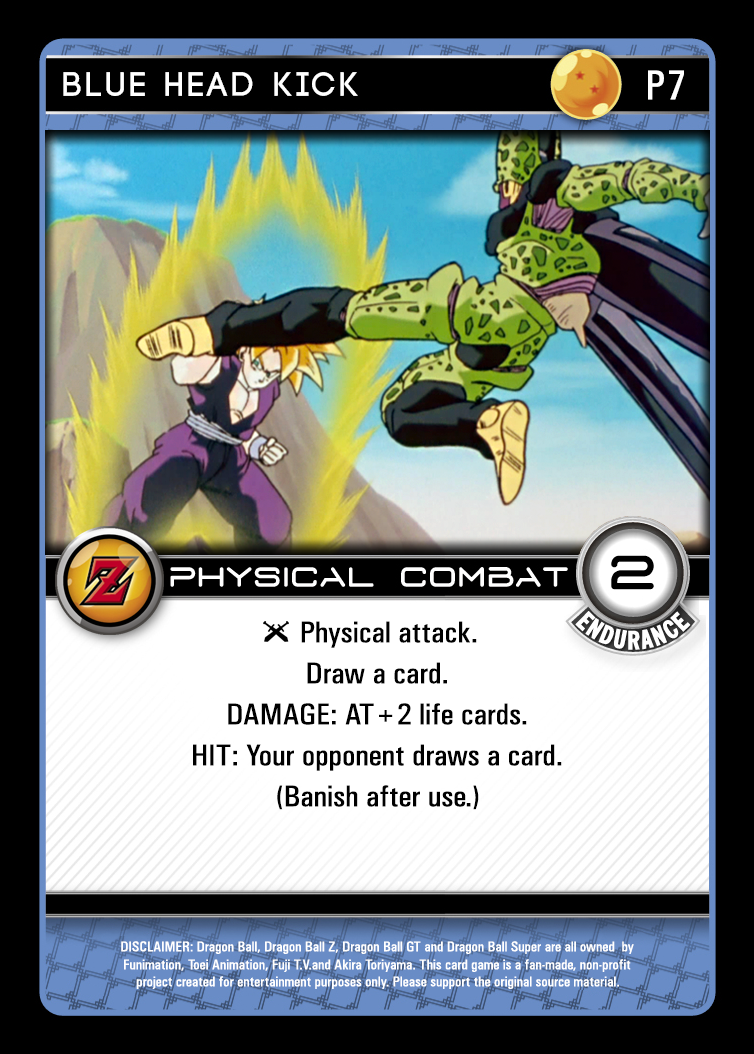 BLUE HEAD KICK P7
Z PHYSICAL COMBAT 2
ENDURANCE
Physical attack.
Draw a card.
DAMAGE: AT + 2 life cards.
HIT: Your opponent draws a card.
(Banish after use.)
DISCLAIMER: Dragon Ball, Dragon Ball Z, Dragon Ball GT and Dragon Ball Super are all owned by
Funimation, Toei Animation, Fuji T.V.and Akira Toriyama. This card game is a fan-made, non-profit
project created for entertainment purposes only. Please support the original source material.